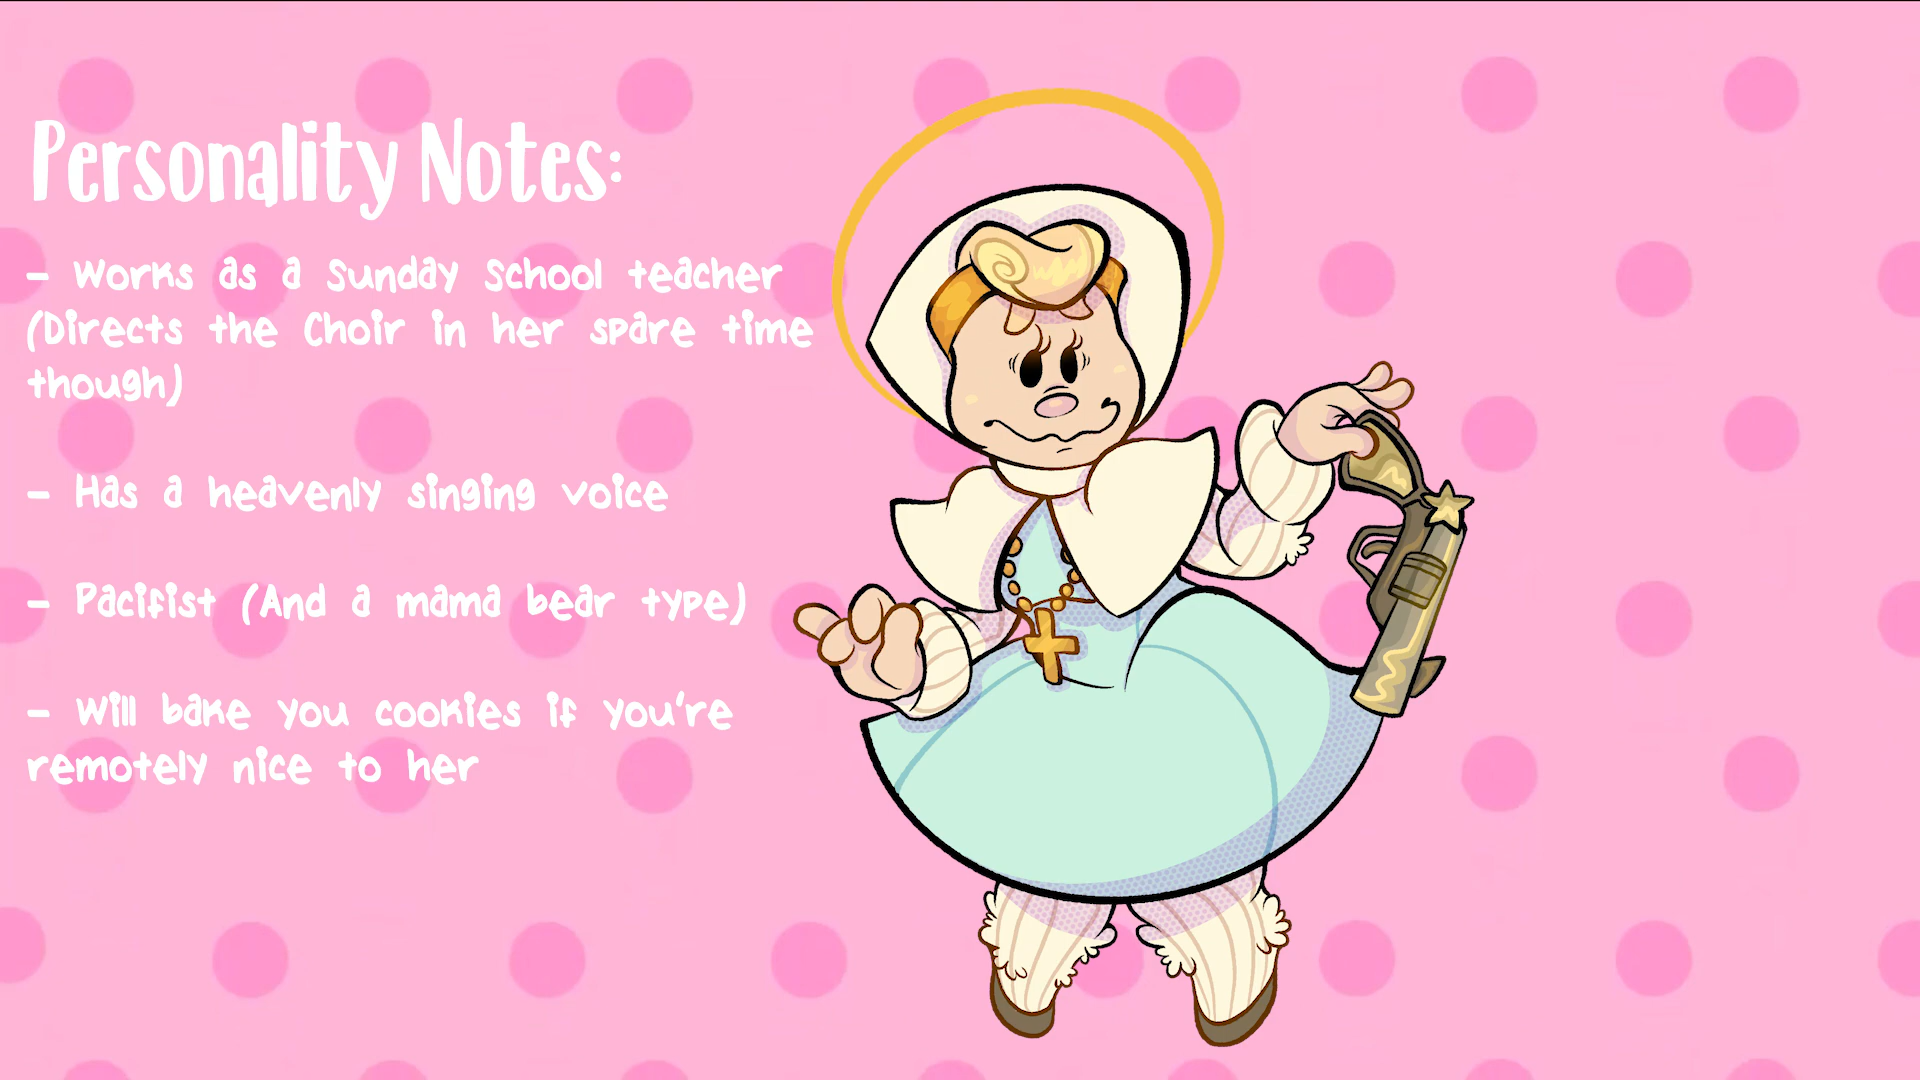 Personality Notes:
- Works as a Sunday School teacher
(Directs the Choir in her spare time
though)
- Has a heavenly singing voice
- Pacifist (And a mama bear type)
- Will bake you cookies if you're
remotely nice to her